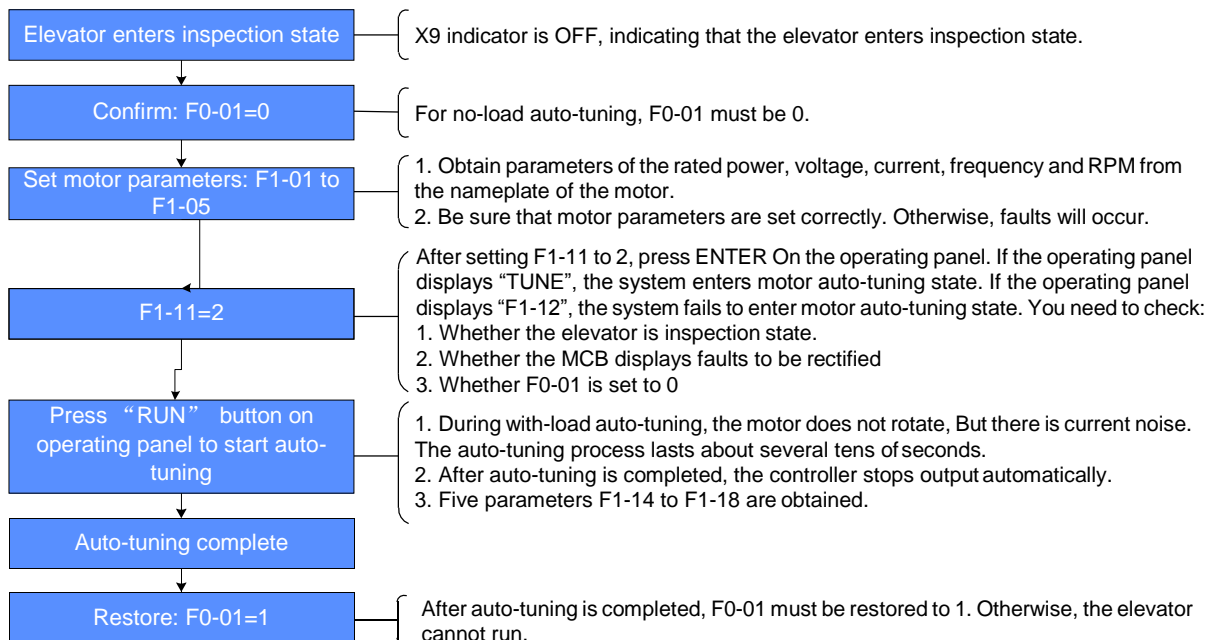 Elevator enters inspection state
X9 indicator is OFF, indicating that the elevator enters inspection state.
Confirm: F0-01=0
For no-load auto-tuning, F0-01 must be 0.
Set motor parameters: F1-01 to
F1-05
1. Obtain parameters of the rated power, voltage, current, frequency and RPM from
the nameplate of the motor.
2. Be sure that motor parameters are set correctly. Otherwise, faults will occur.
F1-11=2
After setting F1-11 to 2, press ENTER On the operating panel. If the operating panel
displays “TUNE”, the system enters motor auto-tuning state. If the operating panel
displays “F1-12”, the system fails to enter motor auto-tuning state. You need to check:
1. Whether the elevator is inspection state.
2. Whether the MCB displays faults to be rectified
3. Whether F0-01 is set to 0
Press “RUN” button on
operating panel to start auto-
tuning
1. During with-load auto-tuning, the motor does not rotate, But there is current noise.
The auto-tuning process lasts about several tens of seconds.
2. After auto-tuning is completed, the controller stops output automatically.
3. Five parameters F1-14 to F1-18 are obtained.
Auto-tuning complete
Restore: F0-01=1
After auto-tuning is completed, F0-01 must be restored to 1. Otherwise, the elevator
cannot run.